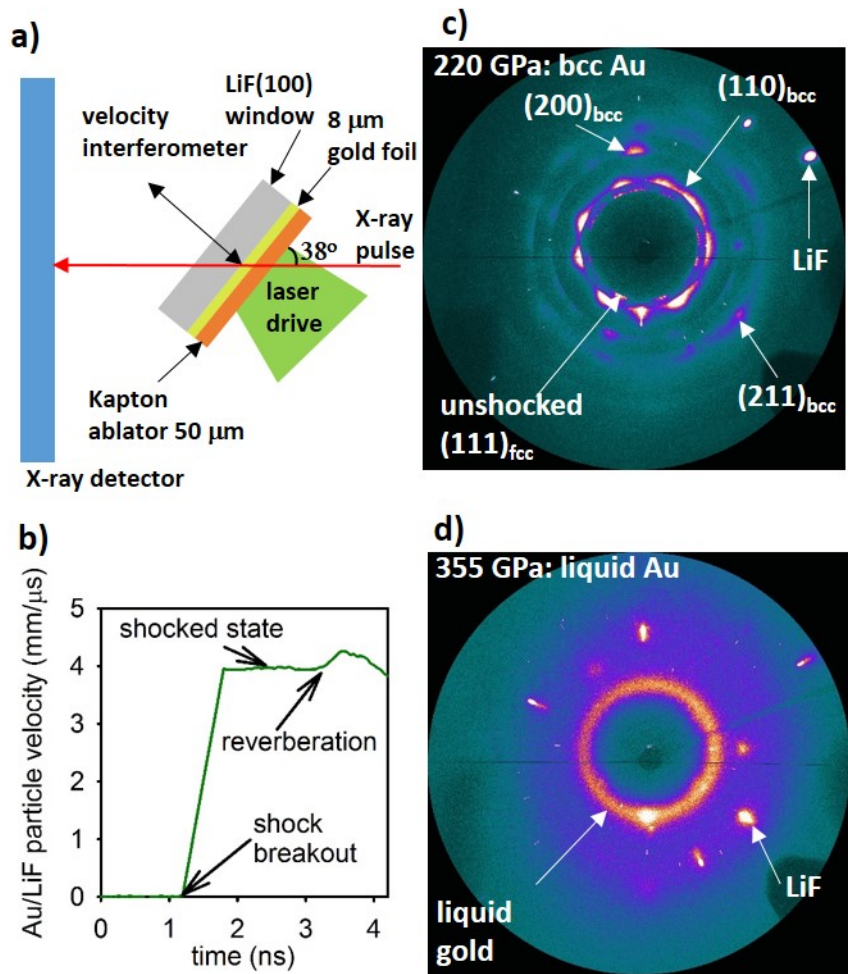 a)
LiF(100)
window
velocity
interferometer
8 μm
gold foil
X-ray
pulse
38º
laser
drive
Kapton
ablator 50 μm
X-ray detector
b)
Au/LiF particle velocity (mm/μs)
5
4
3
2
1
0
shocked state
reverberation
shock
breakout
0
1
2
3
4
time (ns)
c)
220 GPa: bcc Au
(200)bcc
(110)bcc
LiF
unshocked
(111)fcc
(211)bcc
d)
355 GPa: liquid Au
liquid
gold
LiF